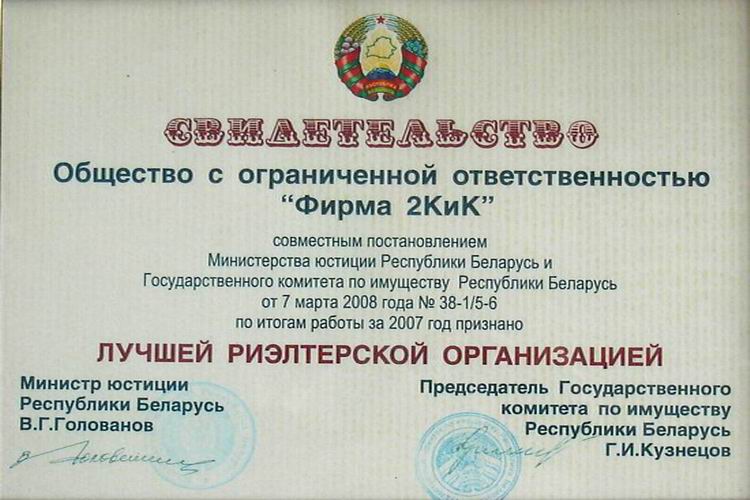 СВИДЕТЕЛЬСТВО
Общество с ограниченной ответственностью
“Фирма 2КиК”
совместным постановлением
Министерства юстиции Республики Беларусь и
Государственного комитета по имуществу Республики Беларусь
от 7 марта 2008 года № 38-1/5-6
по итогам работы за 2007 год признано
ЛУЧШЕЙ РИЭЛТЕРСКОЙ ОРГАНИЗАЦИЕЙ
Министр юстиции
Республики Беларусь
В.Г.Голованов
Председатель Государственного
комитета по имуществу
Республики Беларусь
Г.И.Кузнецов